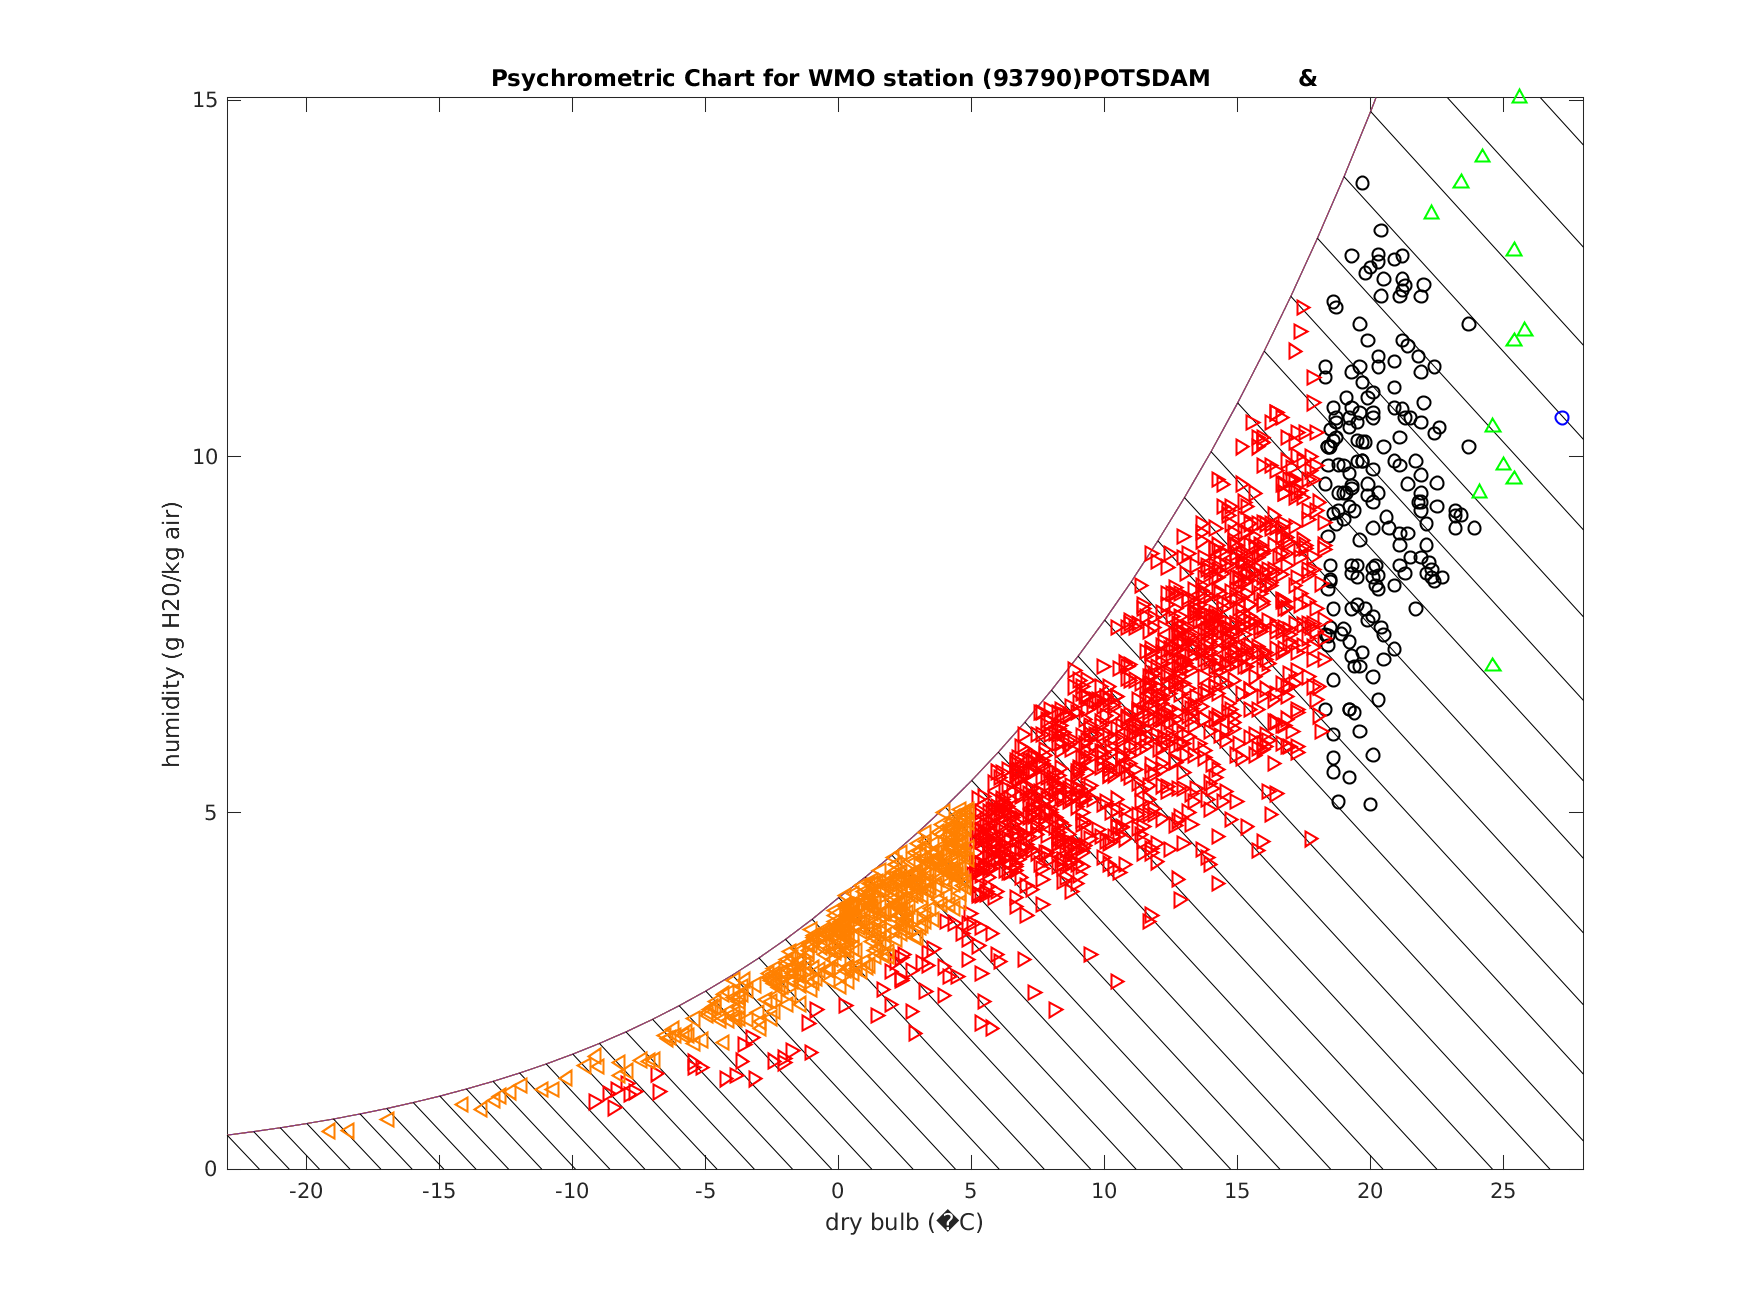 Psychrometric Chart for WMO station (93790)POTSDAM &
15
10
5
0
humidity (g H20/kg air)
-20 -15 -10 -5 0 5 10 15 20 25
dry bulb (�C)